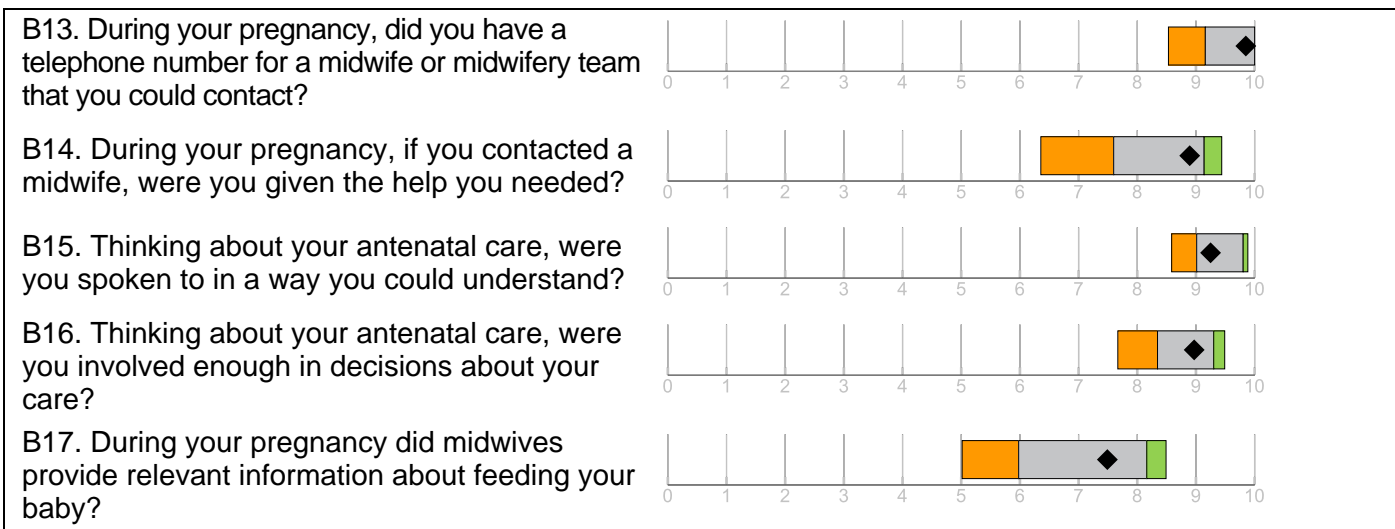 B13. During your pregnancy, did you have a
telephone number for a midwife or midwifery team
that you could contact?
0 1 2 3 4 5 6 7 8 9 10
B14. During your pregnancy, if you contacted a
midwife, were you given the help you needed?
0 1 2 3 4 5 6 7 8 9 10
B15. Thinking about your antenatal care, were
you spoken to in a way you could understand?
0 1 2 3 4 5 6 7 8 9 10
B16. Thinking about your antenatal care, were
you involved enough in decisions about your
care?
0 1 2 3 4 5 6 7 8 9 10
B17. During your pregnancy did midwives
provide relevant information about feeding your
baby?
0 1 2 3 4 5 6 7 8 9 10